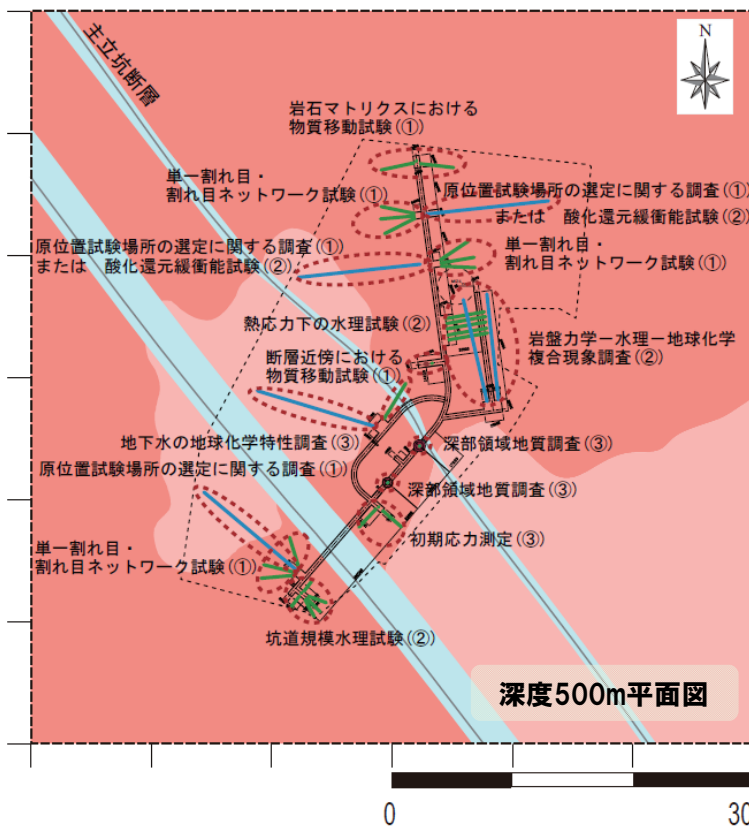 N
主立坑断層
岩石マトリクスにおける
物質移動試験(①)
単一割れ目・
割れ目ネットワーク試験(①)
原位置試験場所の選定に関する調査(①)
または 酸化還元緩衝能試験(②)
原位置試験場所の選定に関する調査(①)
または 酸化還元緩衝能試験(②)
単一割れ目・
割れ目ネットワーク試験(①)
熱応力下の水理試験(②)
岩盤力学－水理－地球化学
複合現象調査(②)
断層近傍における
物質移動試験(①)
地下水の地球化学特性調査(③)
深部領域地質調査(③)
原位置試験場所の選定に関する調査(①)
深部領域地質調査(③)
初期応力測定(③)
単一割れ目・
割れ目ネットワーク試験(①)
坑道規模水理試験(②)
深度500m平面図
0
30